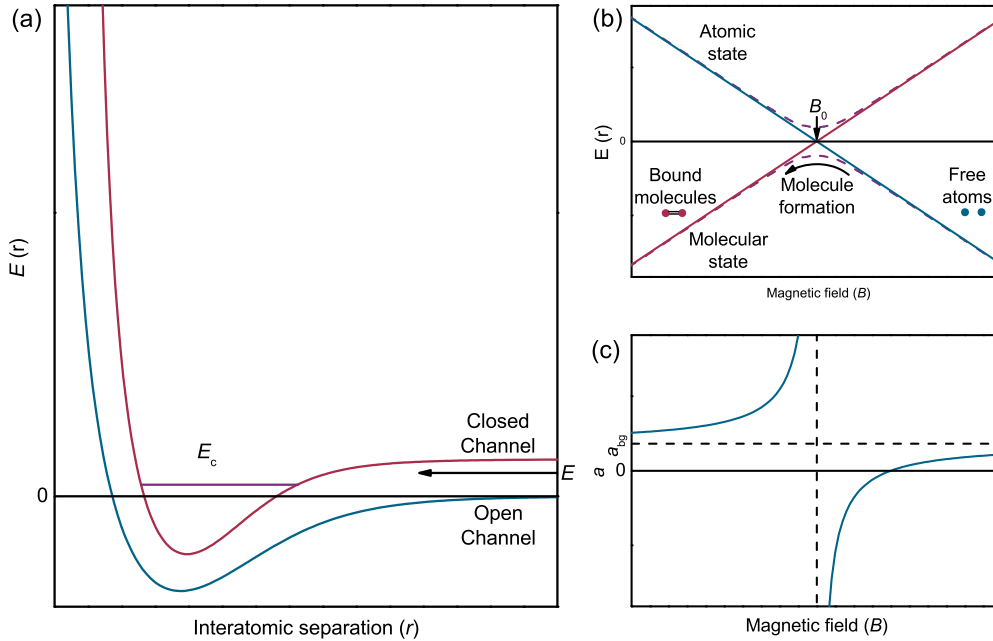 (a)
E (r)
0
E_c
Closed
Channel
E
Open
Channel
Interatomic separation (r)
(b)
Atomic
state
B_0
E (r)
0
Bound
molecules
Molecule
formation
Free
atoms
Molecular
state
Magnetic field (B)
(c)
a
a_bg
0
Magnetic field (B)